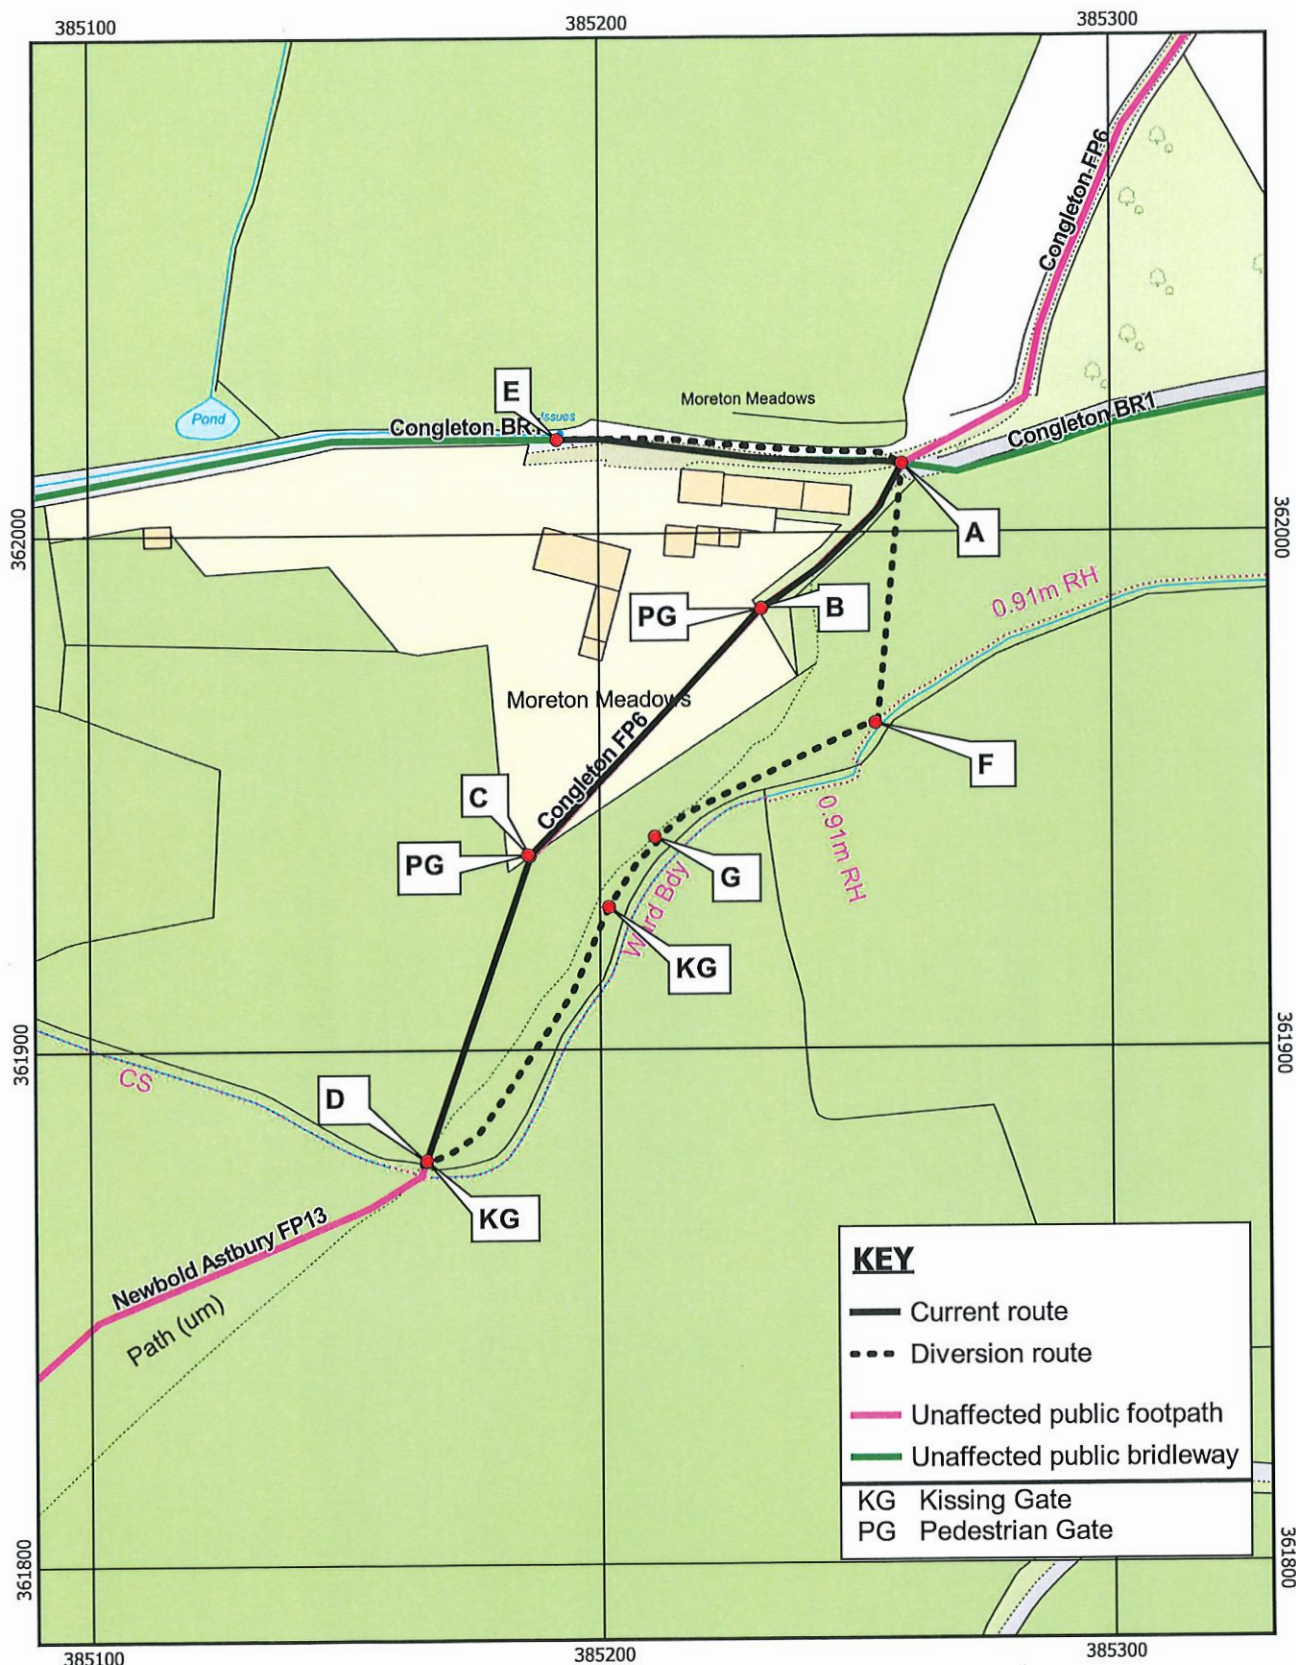 385100
385200
385300
Congleton FP6
E
Issues
Moreton Meadows
Pond
Congleton BR1
Congleton BR1
362000
362000
A
0.91m RH
PG
B
Moreton Meadows
Congleton FP6
F
C
0.91m RH
PG
G
Ward Bdy
KG
361900
361900
CS
D
KG
Newbold Astbury FP13
Path (um)
KEY
Current route
Diversion route
Unaffected public footpath
Unaffected public bridleway
KG Kissing Gate
PG Pedestrian Gate
361800
361800
385100
385200
385300